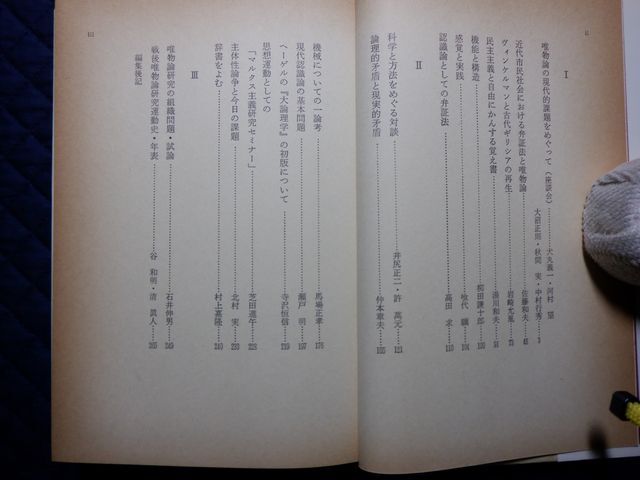 ii
I
唯物論の現代的課題をめぐって(座談会)……犬丸義一・河村 望
大沼正則・秋間 実・中村行秀…3
近代市民社会における弁証法と唯物論……佐藤和夫
ヴィンケルマンと古代ギリシアの再生……岩崎允胤
民主主義と自由にかんする覚え書……湯川和夫
機能と構造……柳田謙十郎 100
感覚と実践……
認識論としての弁証法……高田 求 110
II
科学と方法をめぐる対談……井尻正二・許 萬元 121
論理的矛盾と現実的矛盾……仲本章夫
iii
機械についての一論考……馬場正孝 178
現代認識論の基本問題……瀬戸 明 197
ヘーゲルの『大論理学』の初版について……寺沢恒信
思想運動としての
「マルクス主義研究セミナー」……芝田進午 228
主体性論争と今日の課題……北村 実
辞書をよむ……村上嘉隆 240
III
唯物論研究の組織問題・試論……石井伸男 249
戦後唯物論研究運動史・年表……谷 和明・清 眞人 265
編集後記